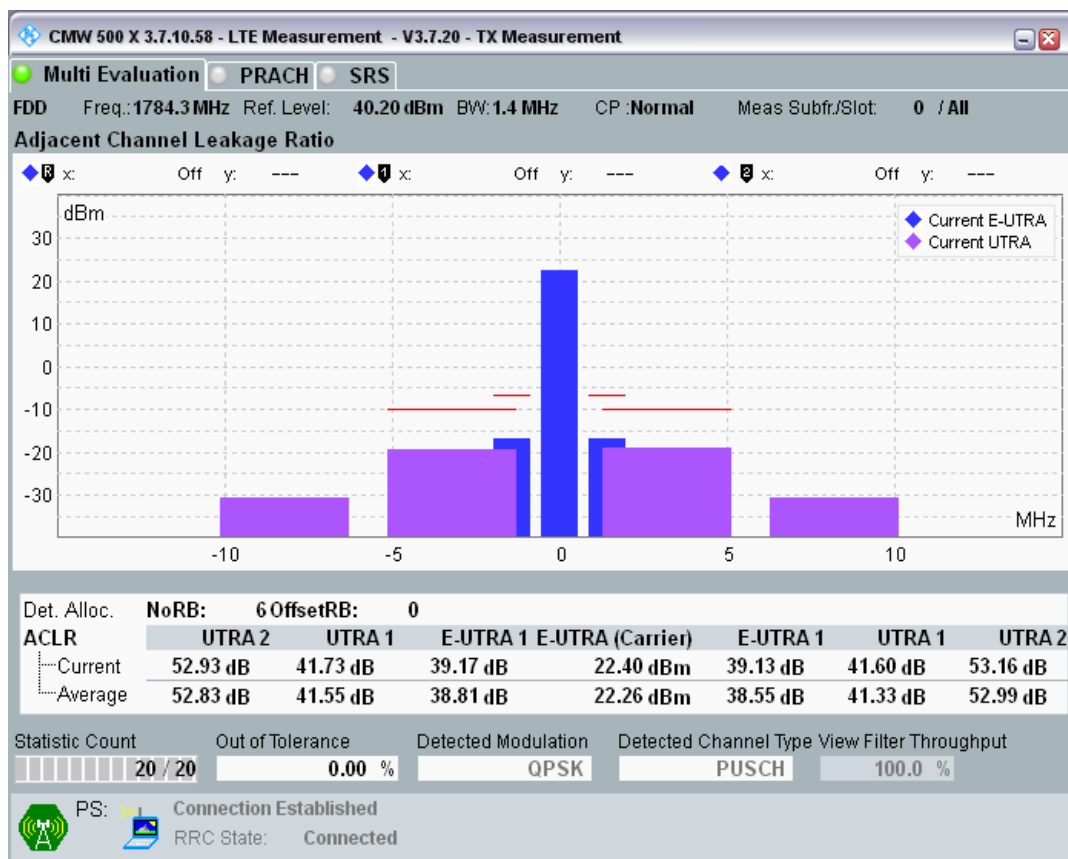 CMW 500 X 3.7.10.58 - LTE Measurement - V3.7.20 - TX Measurement
Multi Evaluation PRACH SRS
FDD Freq.: 1784.3 MHz Ref. Level: 40.20 dBm BW: 1.4 MHz CP :Normal Meas Subfr./Slot: 0 / All
Adjacent Channel Leakage Ratio
R x: Off y: --- 1 x: Off y: --- 2 x: Off y: ---
dBm
Current E-UTRA
Current UTRA
30
20
10
0
-10
-20
-30
MHz
-10 -5 0 5 10
Det. Alloc. NoRB: 6 OffsetRB: 0
ACLR UTRA 2 UTRA 1 E-UTRA 1 E-UTRA (Carrier) E-UTRA 1 UTRA 1 UTRA 2
Current 52.93 dB 41.73 dB 39.17 dB 22.40 dBm 39.13 dB 41.60 dB 53.16 dB
Average 52.83 dB 41.55 dB 38.81 dB 22.26 dBm 38.55 dB 41.33 dB 52.99 dB
Statistic Count Out of Tolerance Detected Modulation Detected Channel Type View Filter Throughput
20 / 20 0.00 % QPSK PUSCH 100.0 %
PS: Connection Established
RRC State: Connected